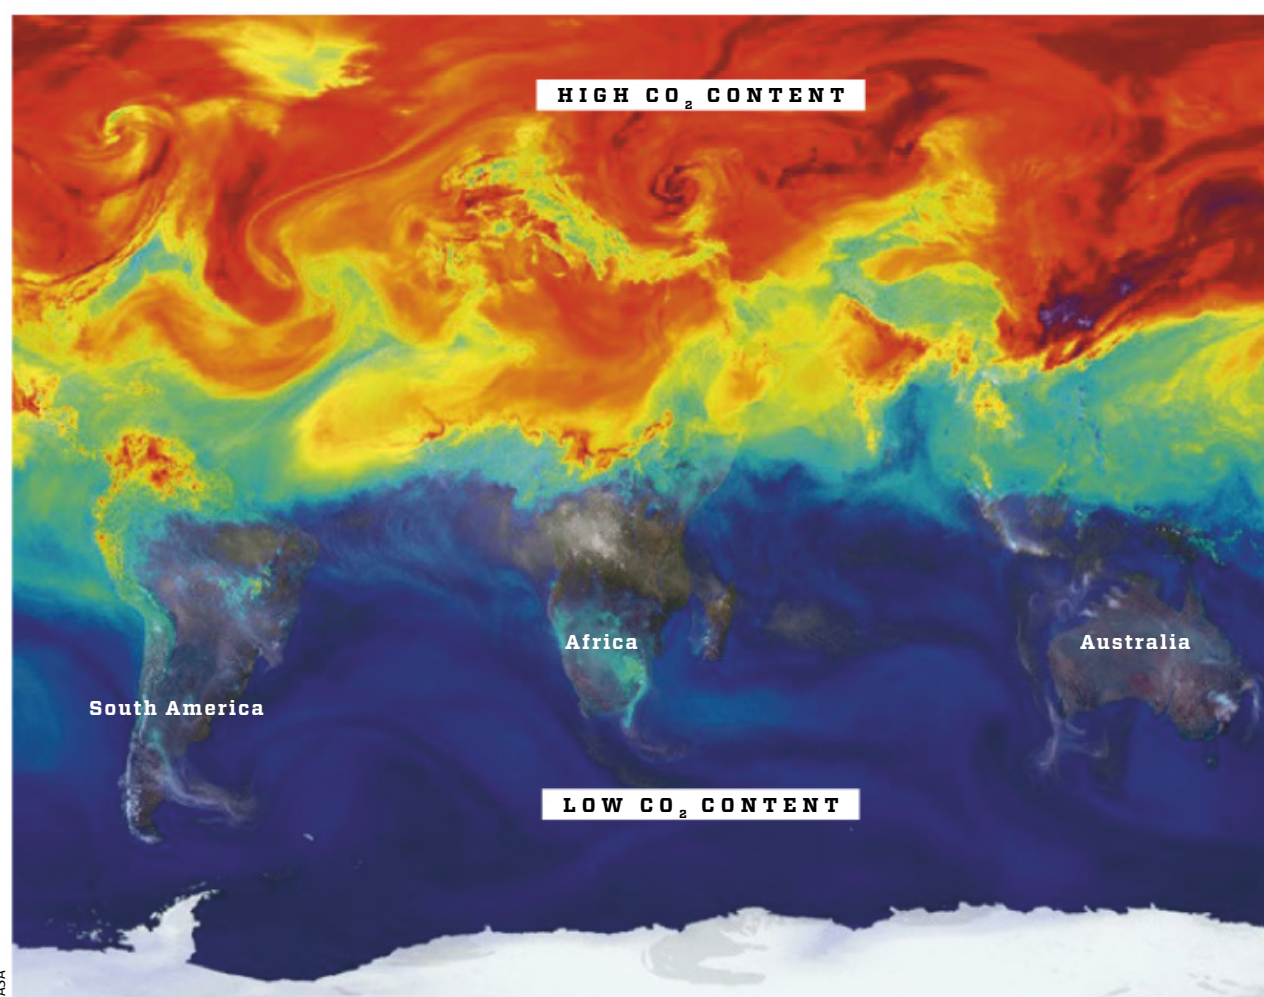 HIGH CO₂ CONTENT
Africa
Australia
South America
LOW CO₂ CONTENT